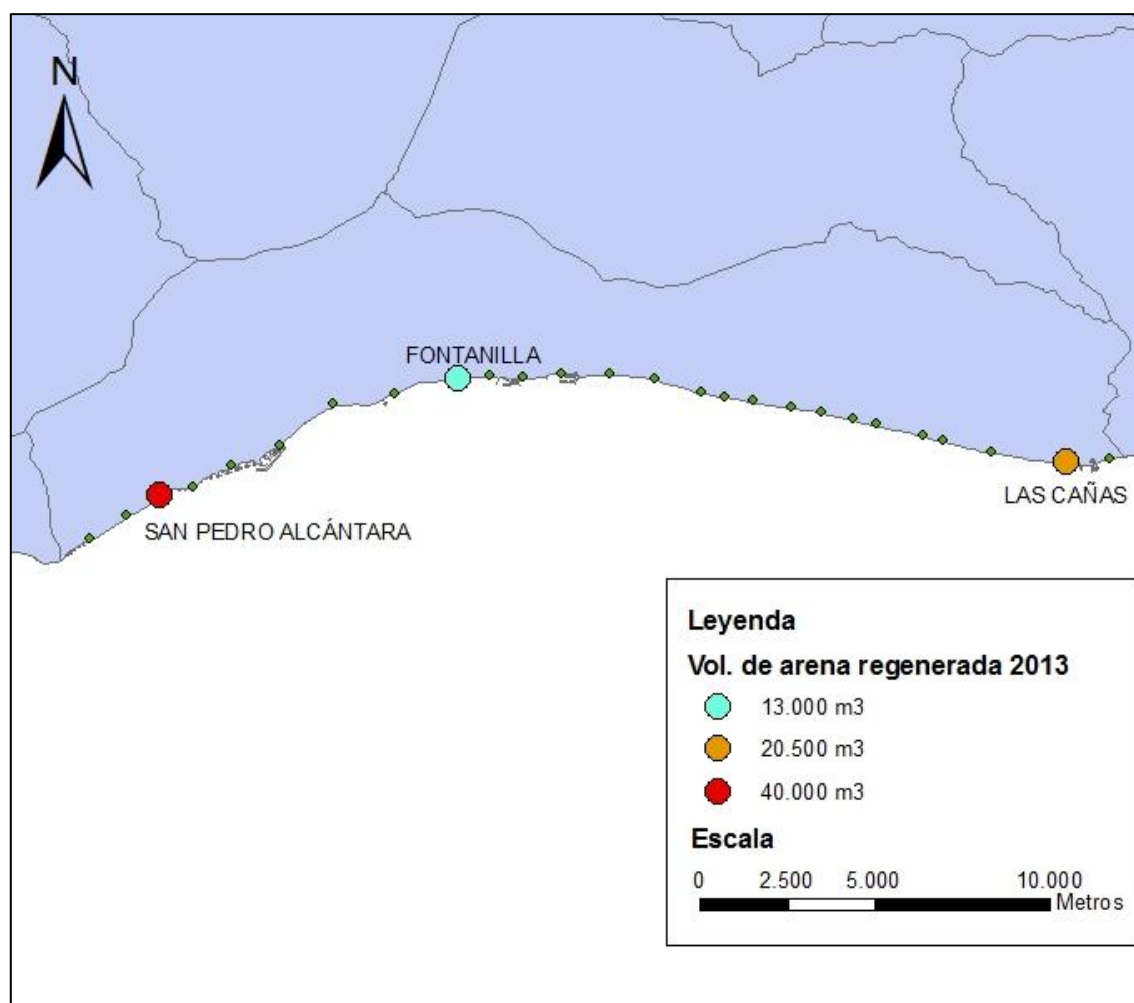 N
FONTANILLA
LAS CAÑAS
SAN PEDRO ALCÁNTARA
Leyenda
Vol. de arena regenerada 2013
13.000 m3
20.500 m3
40.000 m3
Escala
0 2.500 5.000 10.000
Metros